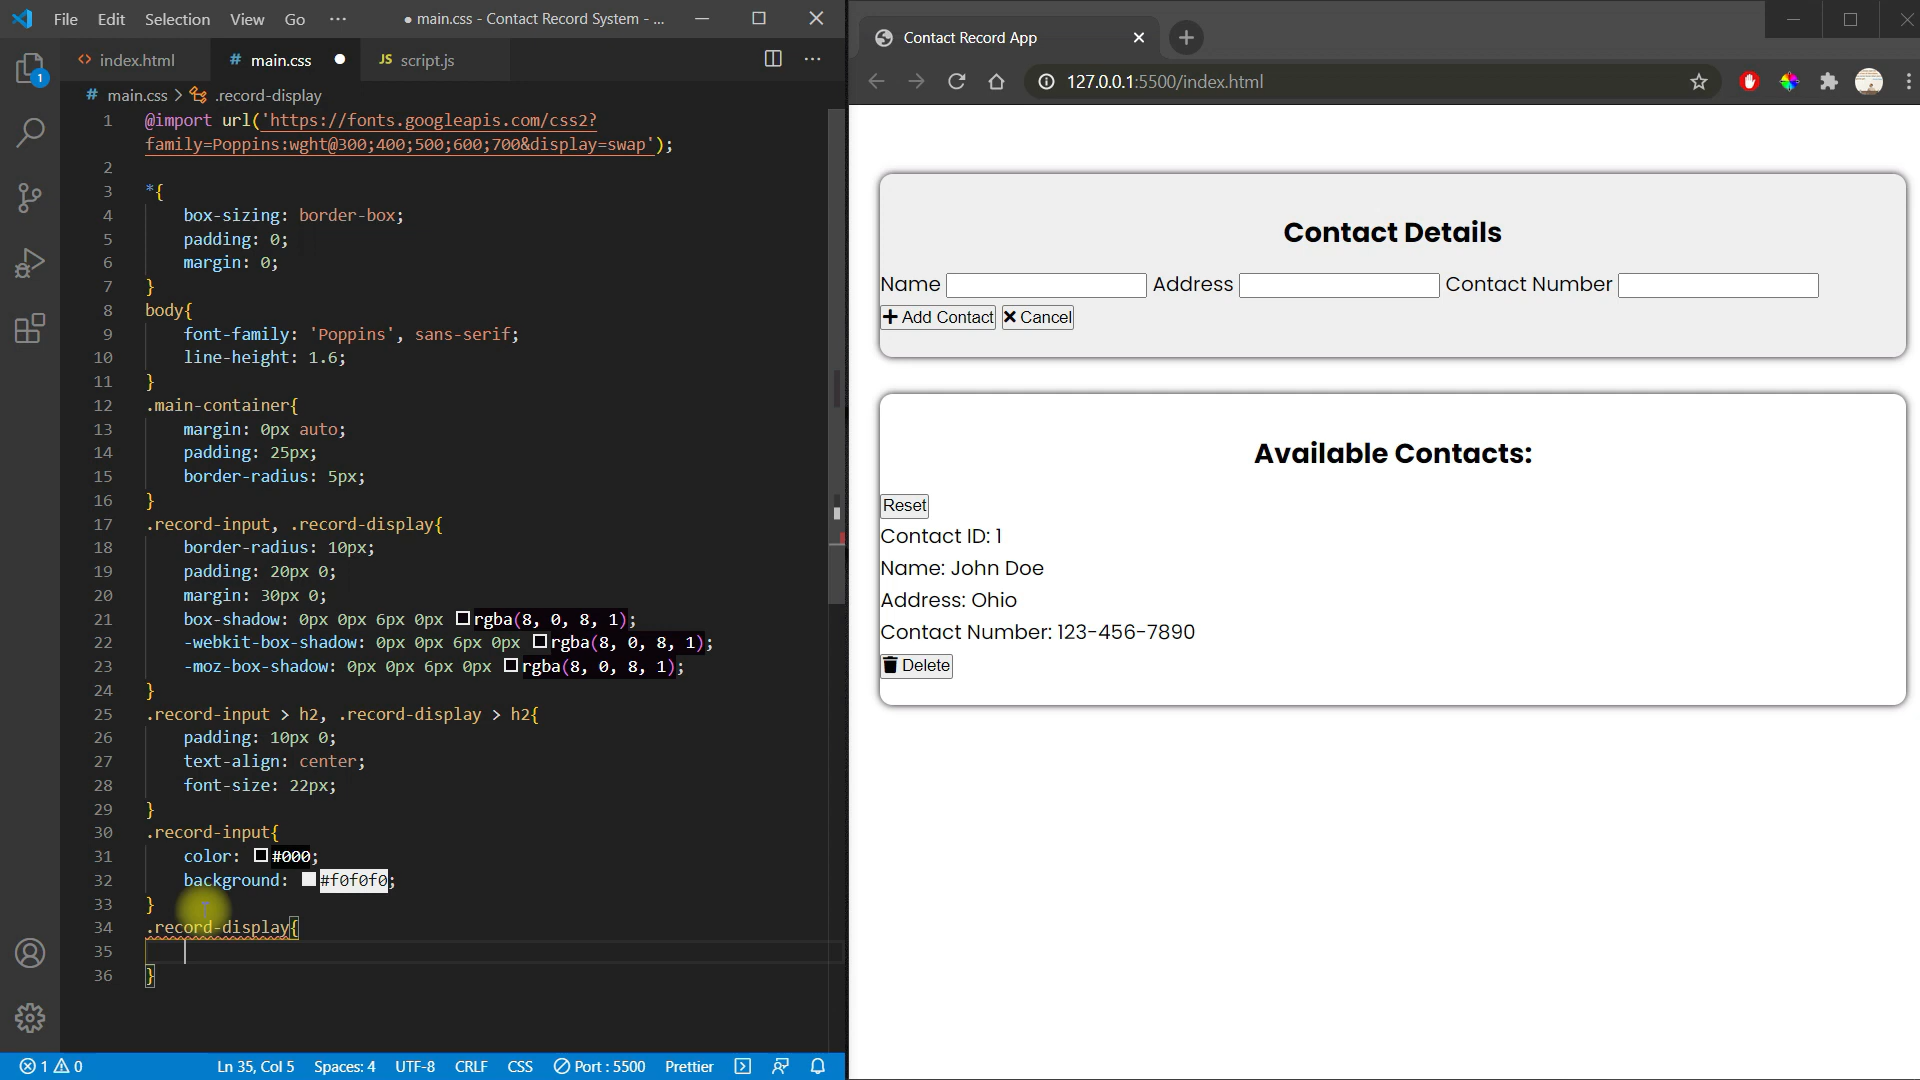 File Edit Selection View Go ··· ● main.css - Contact Record System - ...
<> index.html # main.css ● JS script.js ···
# main.css > .record-display
1 @import url('https://fonts.googleapis.com/css2?
family=Poppins:wght@300;400;500;600;700&display=swap');
2
3 *{
4 box-sizing: border-box;
5 padding: 0;
6 margin: 0;
7 }
8 body{
9 font-family: 'Poppins', sans-serif;
10 line-height: 1.6;
11 }
12 .main-container{
13 margin: 0px auto;
14 padding: 25px;
15 border-radius: 5px;
16 }
17 .record-input, .record-display{
18 border-radius: 10px;
19 padding: 20px 0;
20 margin: 30px 0;
21 box-shadow: 0px 0px 6px 0px rgba(8, 0, 8, 1);
22 -webkit-box-shadow: 0px 0px 6px 0px rgba(8, 0, 8, 1);
23 -moz-box-shadow: 0px 0px 6px 0px rgba(8, 0, 8, 1);
24 }
25 .record-input > h2, .record-display > h2{
26 padding: 10px 0;
27 text-align: center;
28 font-size: 22px;
29 }
30 .record-input{
31 color: #000;
32 background: #f0f0f0;
33 }
34 .record-display{
35
36 }
1
1 0 Ln 35, Col 5 Spaces: 4 UTF-8 CRLF CSS Port : 5500 Prettier
Contact Record App
127.0.0.1:5500/index.html
Contact Details
Name Address Contact Number
Add Contact Cancel
Available Contacts:
Reset
Contact ID: 1
Name: John Doe
Address: Ohio
Contact Number: 123-456-7890
Delete